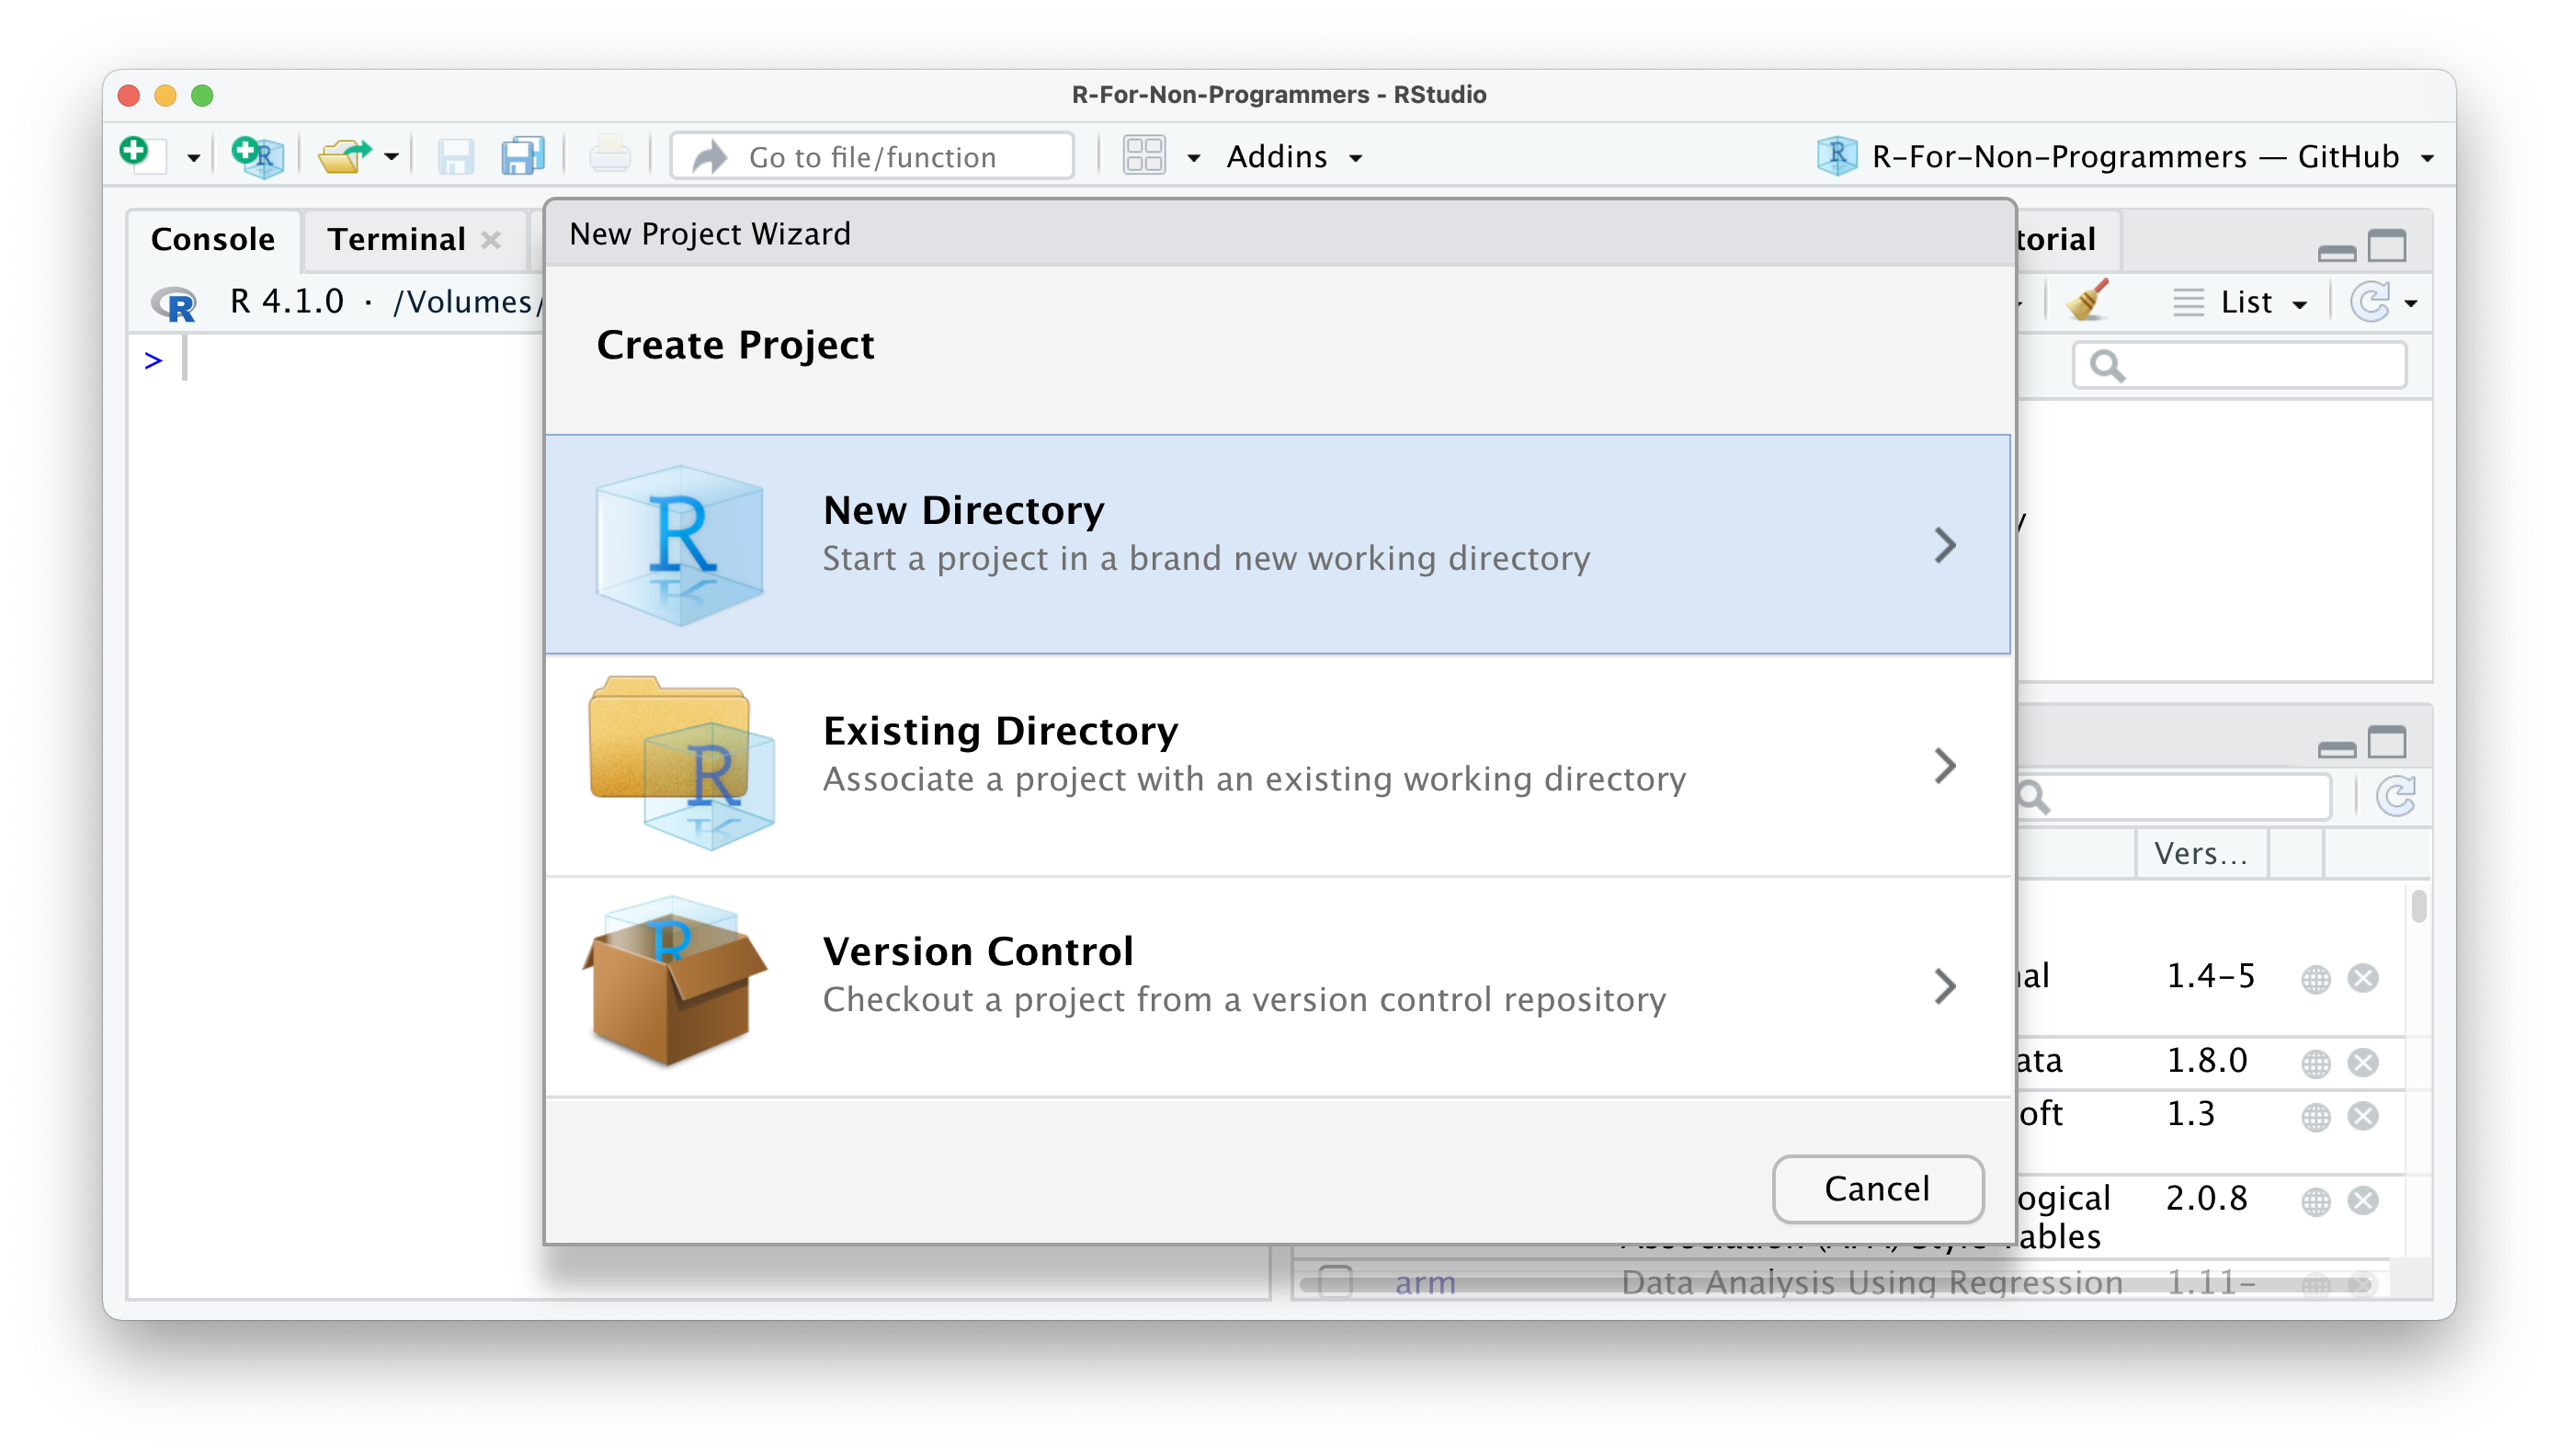 R-For-Non-Programmers - RStudio
Go to file/function
Addins
R-For-Non-Programmers — GitHub
Console
Terminal
torial
R 4.1.0 · /Volumes/
List
>
New Project Wizard
Create Project
New Directory
Start a project in a brand new working directory
Existing Directory
Associate a project with an existing working directory
Version Control
Checkout a project from a version control repository
Cancel
y
Vers...
al 1.4-5
ata 1.8.0
oft 1.3
ogical 2.0.8
ables
arm Data Analysis Using Regression 1.11-